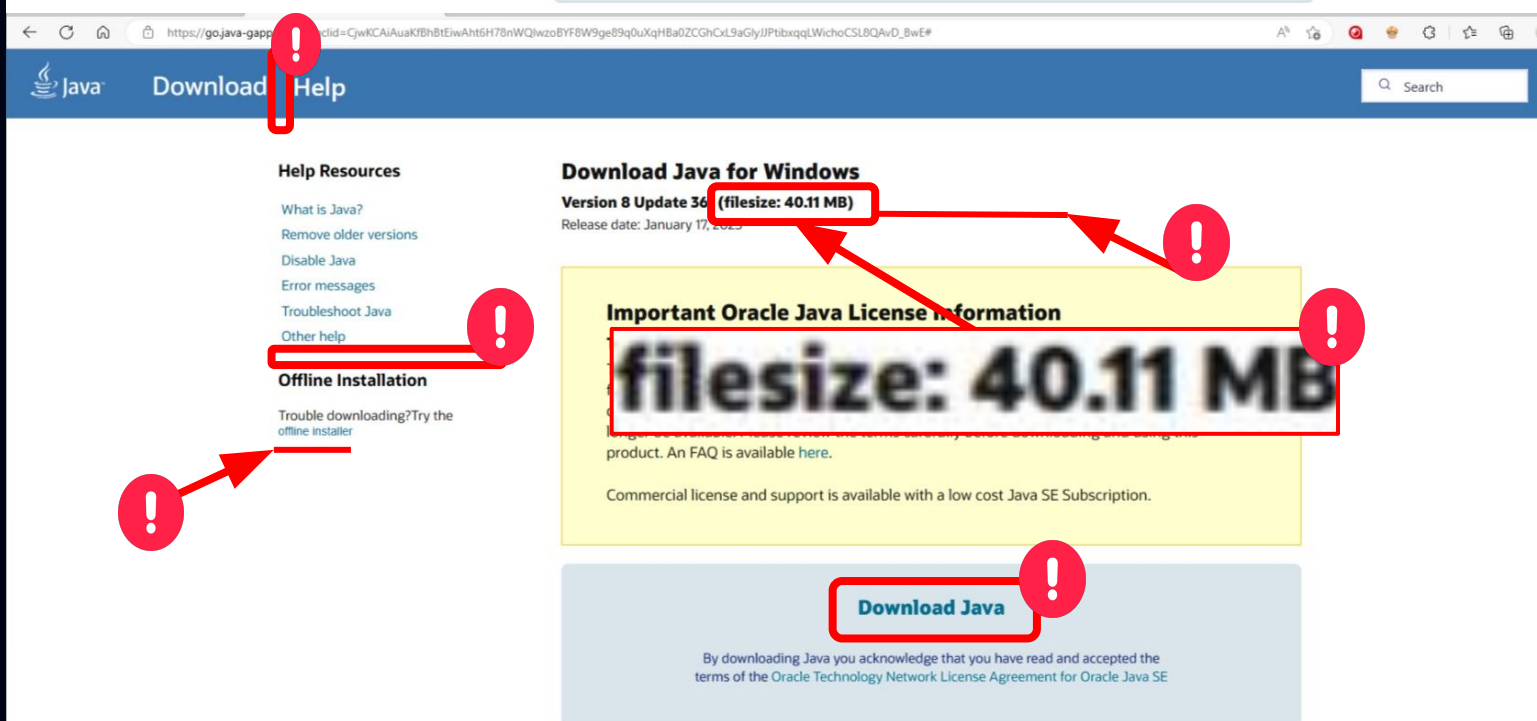 https://go.java-gapp
clid=CjwKCAiAuaKfBhBtEiwAht6H78nWQlwzoBYF8W9ge89q0uXqHBa0ZCGhCxL9aGlyJJPtibxqqLWichoCSL8QAvD_BwE#
Java
Download Help
Search
Help Resources
What is Java?
Remove older versions
Disable Java
Error messages
Troubleshoot Java
Other help
Offline Installation
Trouble downloading?Try the
offline installer
Download Java for Windows
Version 8 Update 36 (filesize: 40.11 MB)
Release date: January 17, 2023
Important Oracle Java License Information
filesize: 40.11 MB
product. An FAQ is available here.
Commercial license and support is available with a low cost Java SE Subscription.
Download Java
By downloading Java you acknowledge that you have read and accepted the
terms of the Oracle Technology Network License Agreement for Oracle Java SE